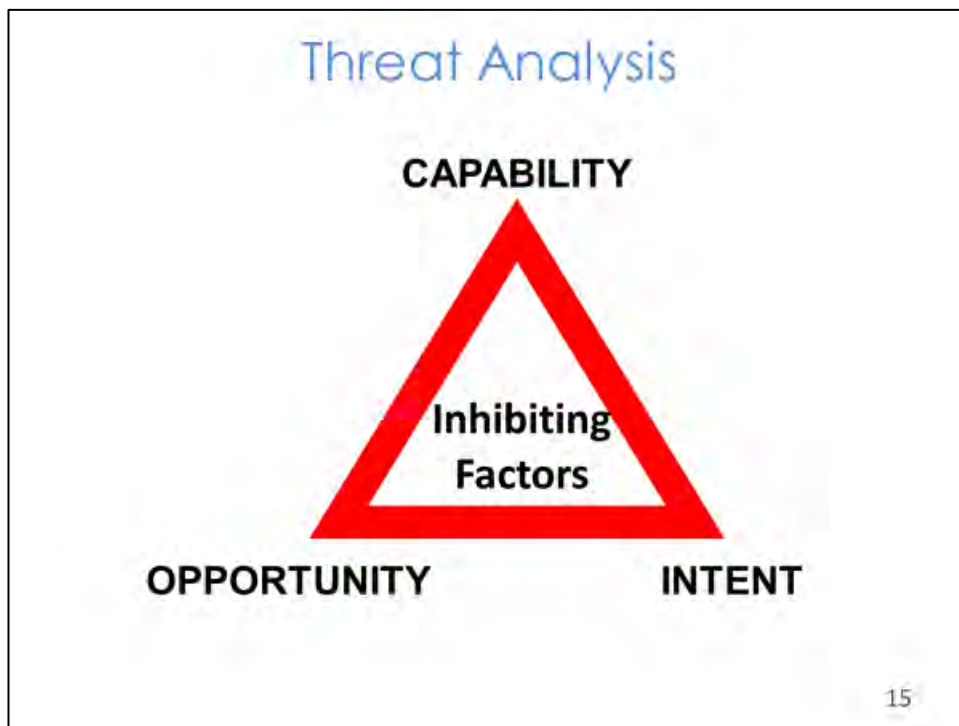 Threat Analysis
CAPABILITY
Inhibiting
Factors
OPPORTUNITY
INTENT
15